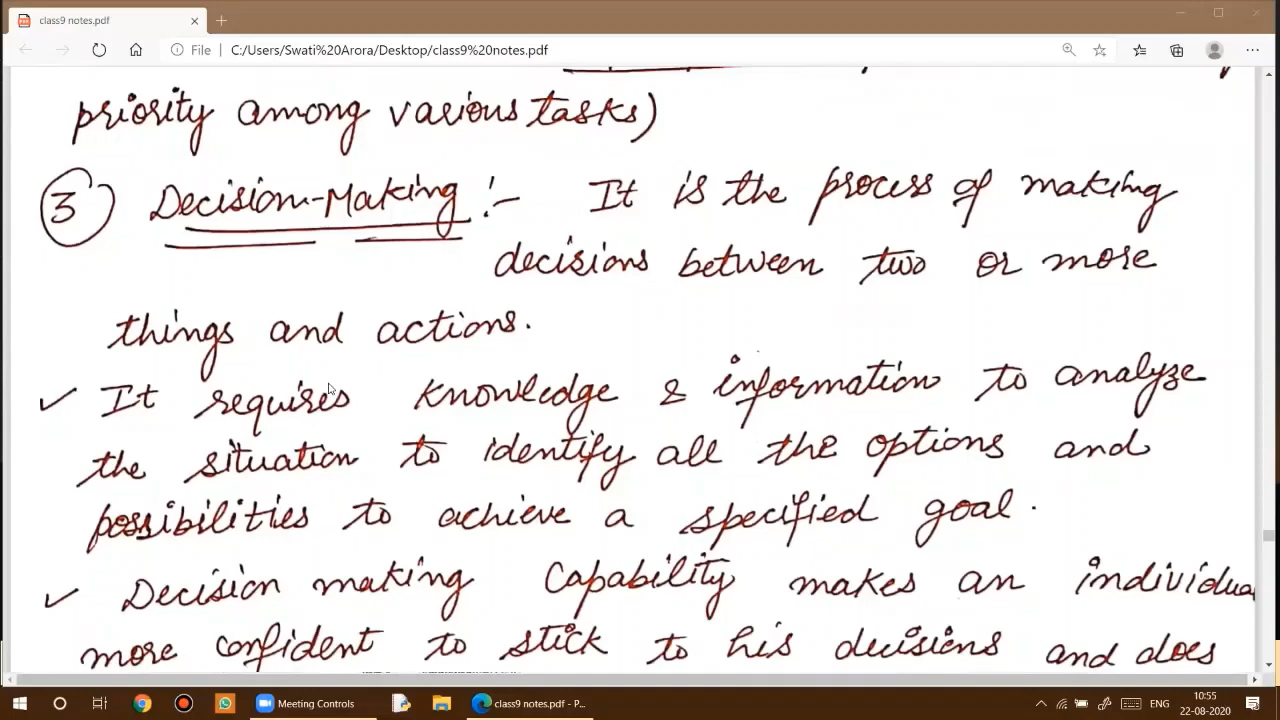 class9 notes.pdf
File C:/Users/Swati%20Arora/Desktop/class9%20notes.pdf
priority among various tasks)
3 Decision-Making :- It is the process of making
decisions between two or more
things and actions.
✓ It requires knowledge & information to analyze
the situation to identify all the options and
possibilities to achieve a specified goal.
✓ Decision making Capability makes an individua
more confident to stick to his decisions and does
Meeting Controls
class9 notes.pdf - P...
ENG
10:55
22-08-2020